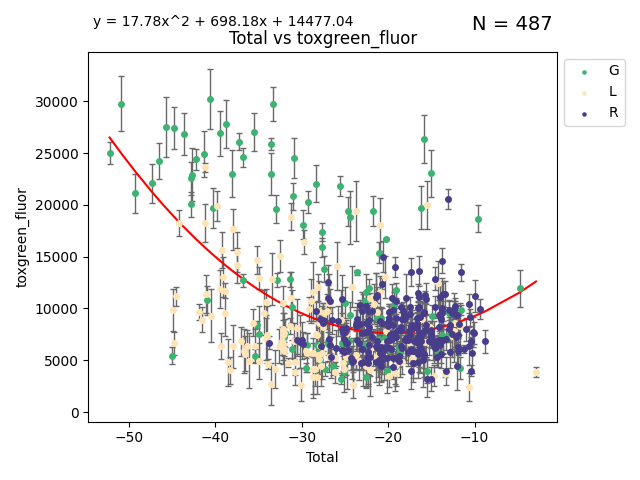 y = 17.78x^2 + 698.18x + 14477.04
N = 487
Total vs toxgreen_fluor
G
L
R
30000
25000
20000
15000
10000
5000
0
toxgreen_fluor
−50
−40
−30
−20
−10
Total